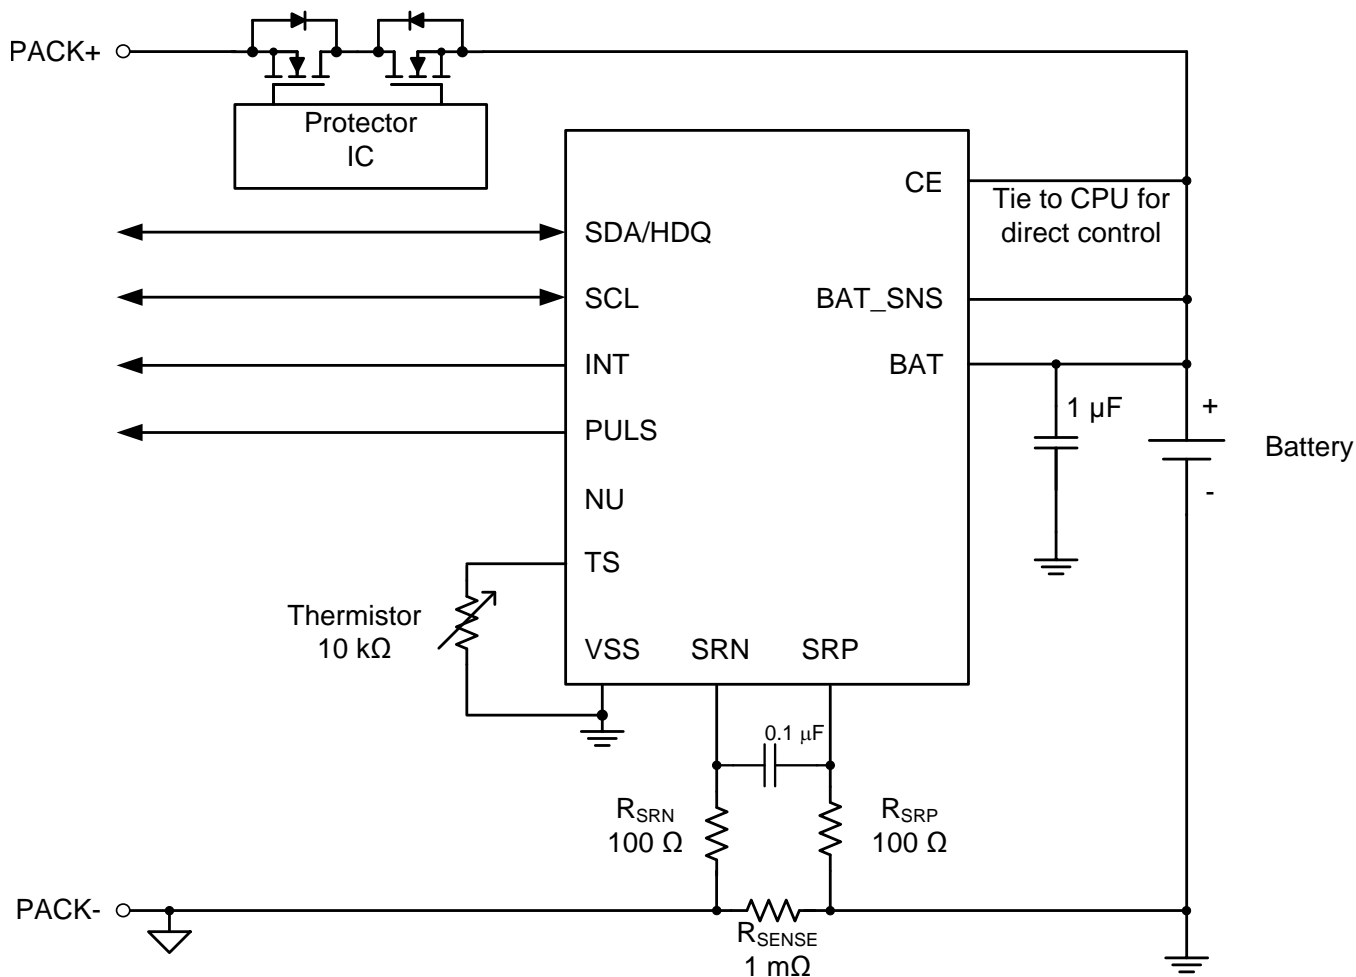 PACK+
Protector
IC
CE
Tie to CPU for
direct control
SDA/HDQ
SCL
BAT_SNS
INT
BAT
1 µF
+
PULS
Battery
NU
-
TS
Thermistor
10 kΩ
VSS
SRN
SRP
0.1 µF
RSRN
100 Ω
RSRP
100 Ω
PACK-
RSENSE
1 mΩ